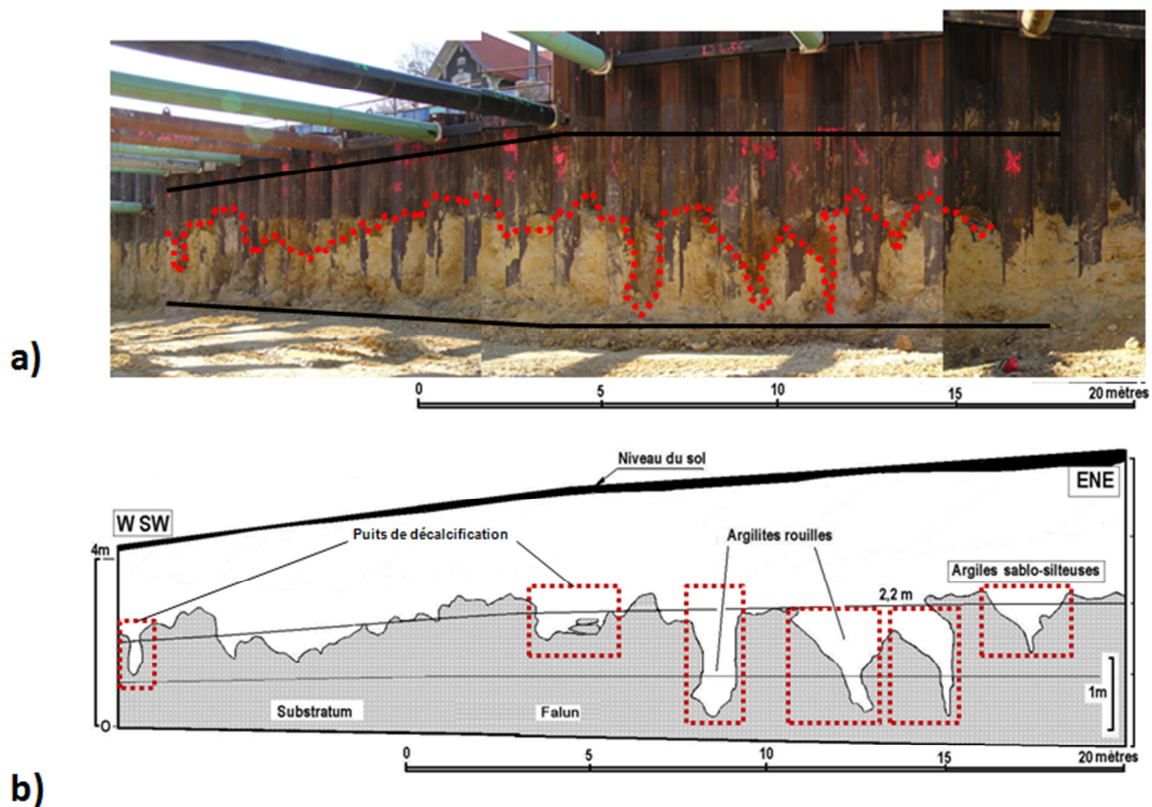 a)
0 5 10 15 20 mètres
Niveau du sol
W SW
ENE
Puits de décalcification
Argilites rouilles
4m
Argiles sablo-silteuses
2,2 m
1m
Substratum
Falun
0
0 5 10 15 20 mètres
b)